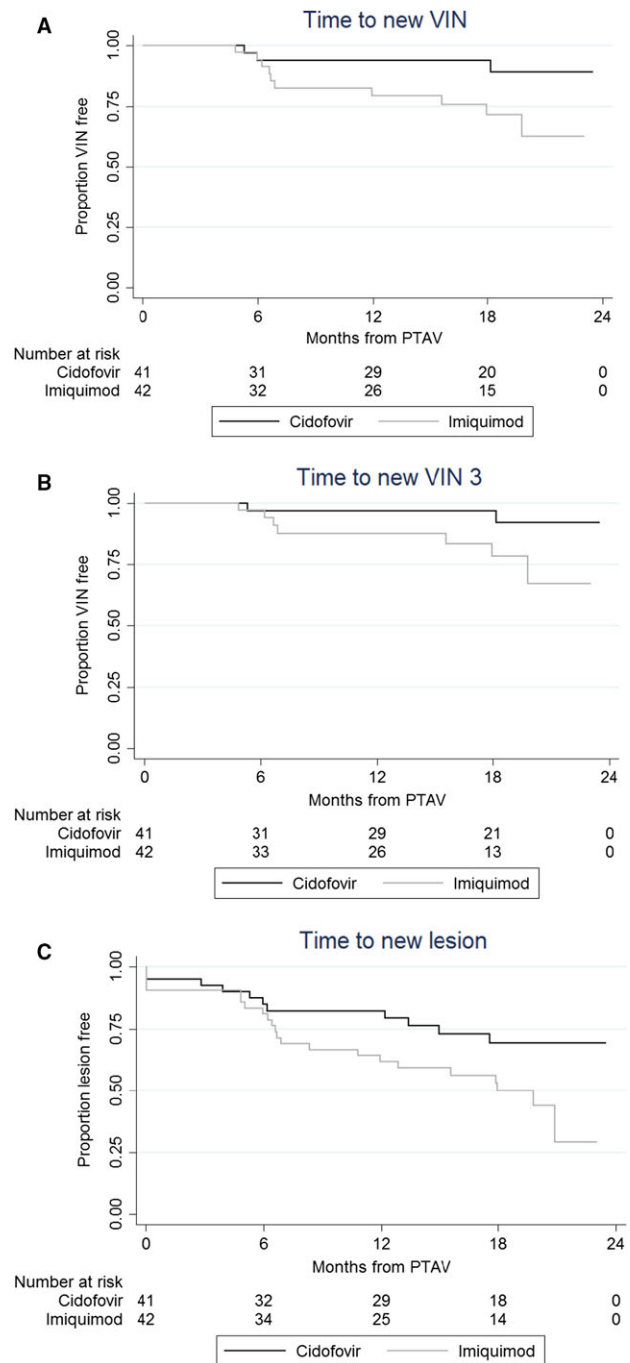 A
Time to new VIN
Proportion VIN free
0.00 0.25 0.50 0.75 1.00
0 6 12 18 24
Months from PTAV
Number at risk
Cidofovir 41 31 29 20 0
Imiquimod 42 32 26 15 0
Cidofovir Imiquimod
B
Time to new VIN 3
Proportion VIN free
0.00 0.25 0.50 0.75 1.00
0 6 12 18 24
Months from PTAV
Number at risk
Cidofovir 41 31 29 21 0
Imiquimod 42 33 26 13 0
Cidofovir Imiquimod
C
Time to new lesion
Proportion lesion free
0.00 0.25 0.50 0.75 1.00
0 6 12 18 24
Months from PTAV
Number at risk
Cidofovir 41 32 29 18 0
Imiquimod 42 34 25 14 0
Cidofovir Imiquimod